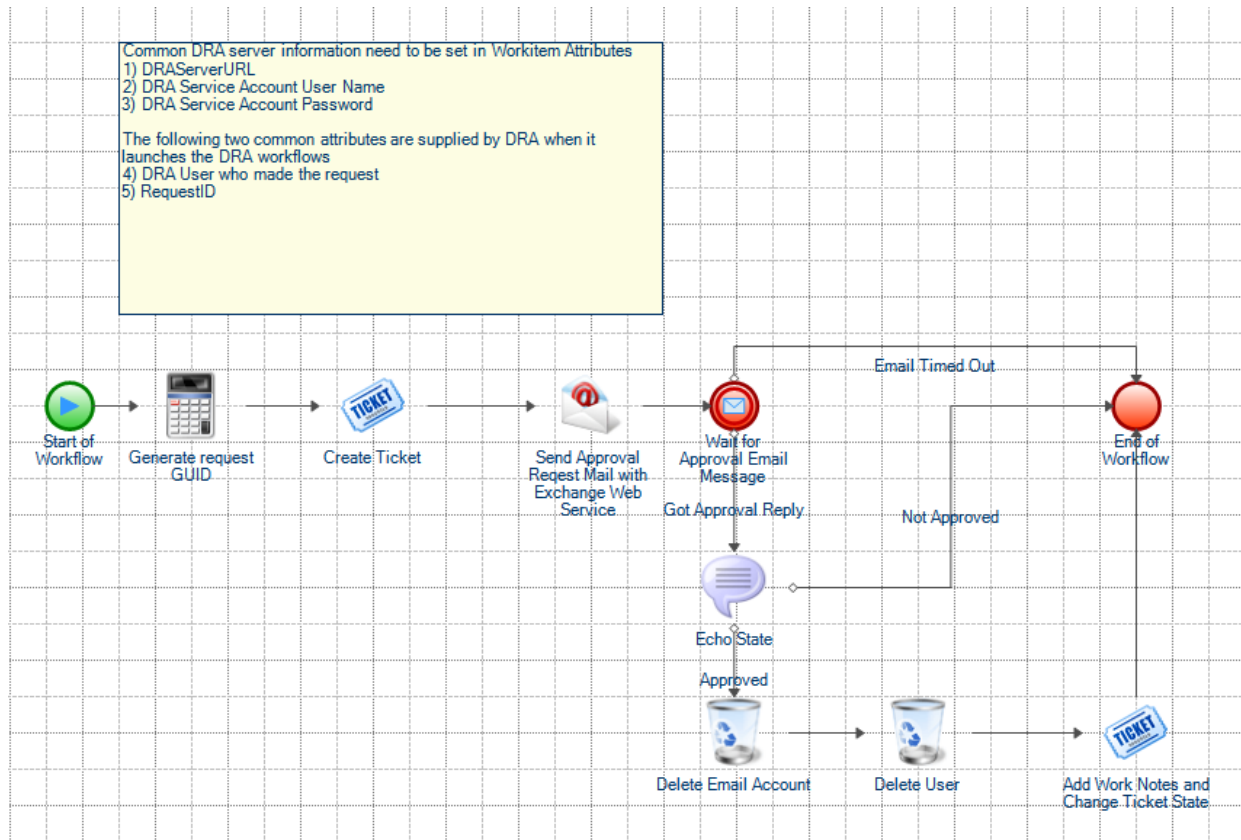 Common DRA server information need to be set in Workitem Attributes
1) DRAServerURL
2) DRA Service Account User Name
3) DRA Service Account Password
The following two common attributes are supplied by DRA when it
launches the DRA workflows
4) DRA User who made the request
5) RequestID
Email Timed Out
TICKET
Start of
Workflow
Generate request
GUID
Create Ticket
Send Approval
Reqest Mail with
Exchange Web
Service
Wait for
Approval Email
Message
End of
Workflow
Got Approval Reply
Not Approved
Echo State
Approved
TICKET
Delete Email Account
Delete User
Add Work Notes and
Change Ticket State